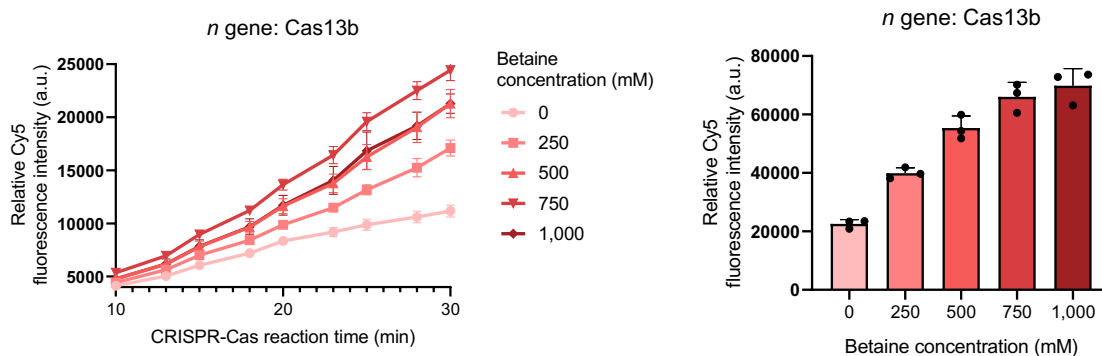 n gene: Cas13b
Relative Cy5
fluorescence intensity (a.u.)
25000
20000
15000
10000
5000
10
20
30
CRISPR-Cas reaction time (min)
Betaine
concentration (mM)
0
250
500
750
1,000
n gene: Cas13b
Relative Cy5
fluorescence intensity (a.u.)
80000
60000
40000
20000
0
0
250
500
750
1,000
Betaine concentration (mM)